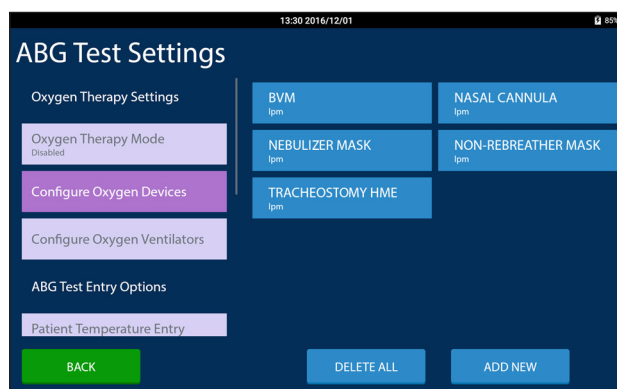 13:30 2016/12/01
85%
ABG Test Settings
Oxygen Therapy Settings
Oxygen Therapy Mode
Disabled
Configure Oxygen Devices
Configure Oxygen Ventilators
ABG Test Entry Options
Patient Temperature Entry
BVM
lpm
NASAL CANNULA
lpm
NEBULIZER MASK
lpm
NON-REBREATHER MASK
lpm
TRACHEOSTOMY HME
lpm
BACK
DELETE ALL
ADD NEW